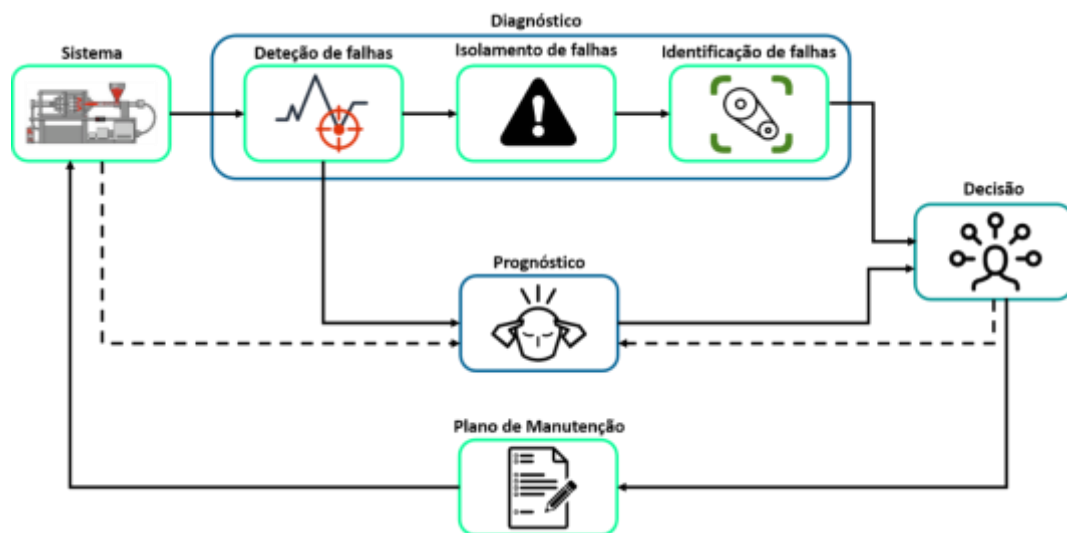 Diagnóstico
Sistema
Deteção de falhas
Isolamento de falhas
Identificação de falhas
Decisão
Prognóstico
Plano de Manutenção